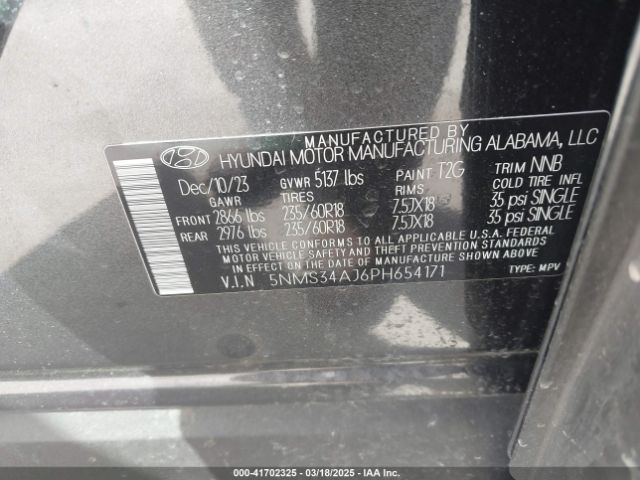 MANUFACTURED BY
HYUNDAI MOTOR MANUFACTURING ALABAMA, LLC
Dec/10/23 GVWR 5137 lbs PAINT T2G TRIM NNB
GAWR TIRES RIMS COLD TIRE INFL
FRONT 2866 lbs 235/60R18 7.5JX18 35 psi SINGLE
REAR 2976 lbs 235/60R18 7.5JX18 35 psi SINGLE
THIS VEHICLE CONFORMS TO ALL APPLICABLE U.S.A. FEDERAL
MOTOR VEHICLE SAFETY AND THEFT PREVENTION STANDARDS
IN EFFECT ON THE DATE OF MANUFACTURE SHOWN ABOVE
V.I.N 5NMS34AJ6PH654171 TYPE: MPV
000-41702325 — 03/18/2025 — IAA Inc.